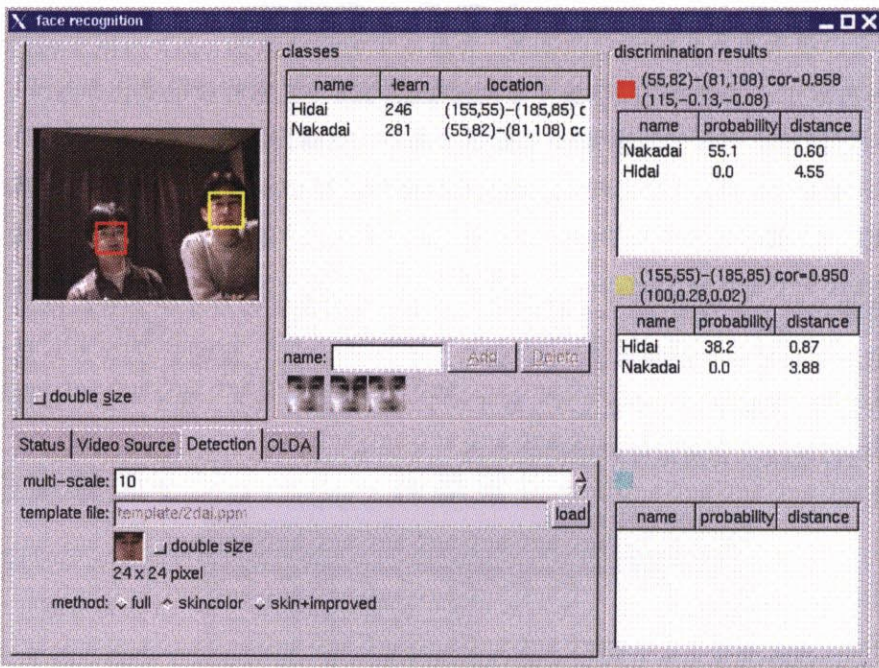 face recognition
classes
name learn location
Hidai 246 (155,55)-(185,85) c
Nakadai 281 (55,82)-(81,108) cc
name: Add Delete
double size
discrimination results
(55,82)-(81,108) cor=0.958
(115,-0.13,-0.08)
name probability distance
Nakadai 55.1 0.60
Hidai 0.0 4.55
(155,55)-(185,85) cor=0.950
(100,0.28,0.02)
name probability distance
Hidai 38.2 0.87
Nakadai 0.0 3.88
name probability distance
Status Video Source Detection OLDA
multi-scale: 10
template file: template/2dai.ppm load
double size
24 x 24 pixel
method: full skincolor skin+improved